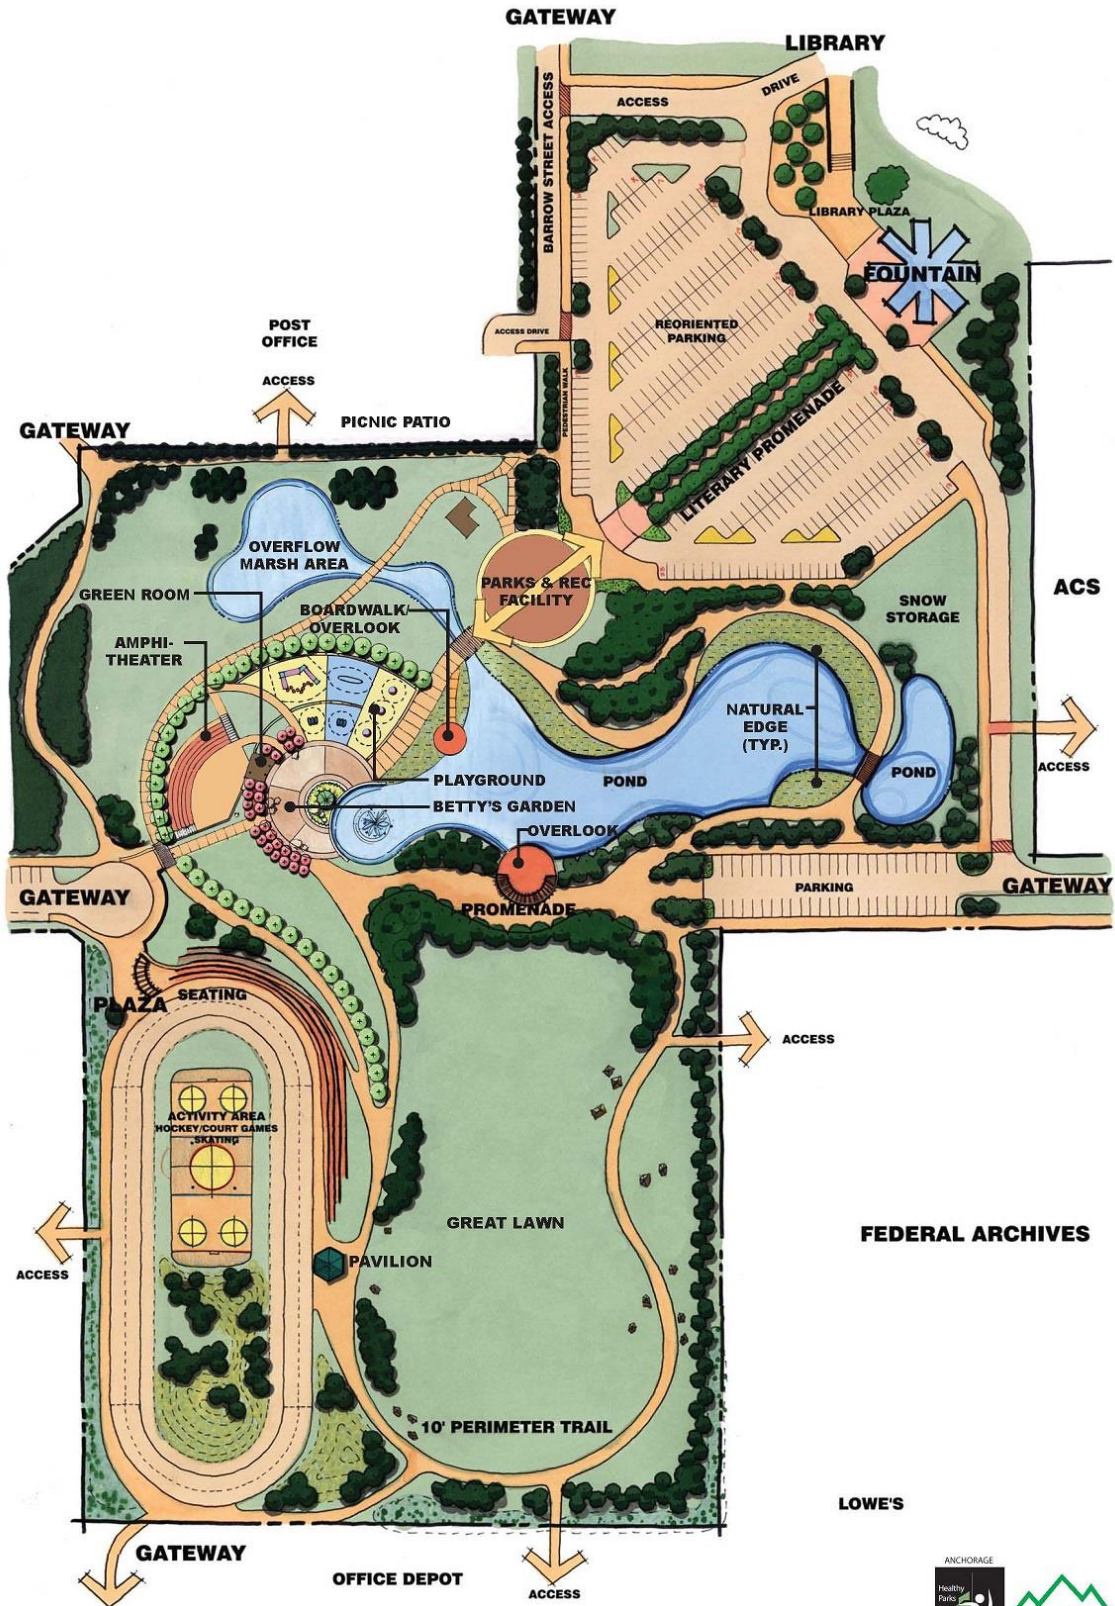 GATEWAY
LIBRARY
DRIVE
ACCESS
BARROW STREET ACCESS
LIBRARY PLAZA
FOUNTAIN
POST
OFFICE
ACCESS DRIVE
REORIENTED
PARKING
ACCESS
PEDESTRIAN WALK
PICNIC PATIO
GATEWAY
LITERARY PROMENADE
OVERFLOW
MARSH AREA
PARKS & REC
FACILITY
ACS
GREEN ROOM
BOARDWALK/
OVERLOOK
SNOW
STORAGE
AMPHI-
THEATER
NATURAL
EDGE
(TYP.)
ACCESS
PLAYGROUND
POND
POND
BETTY'S GARDEN
OVERLOOK
GATEWAY
PARKING
GATEWAY
PROMENADE
SEATING
PLAZA
ACCESS
ACTIVITY AREA
HOCKEY/COURT GAMES
SKATING
GREAT LAWN
FEDERAL ARCHIVES
PAVILION
ACCESS
10' PERIMETER TRAIL
LOWE'S
GATEWAY
OFFICE DEPOT
ACCESS
ANCHORAGE
Healthy
Parks